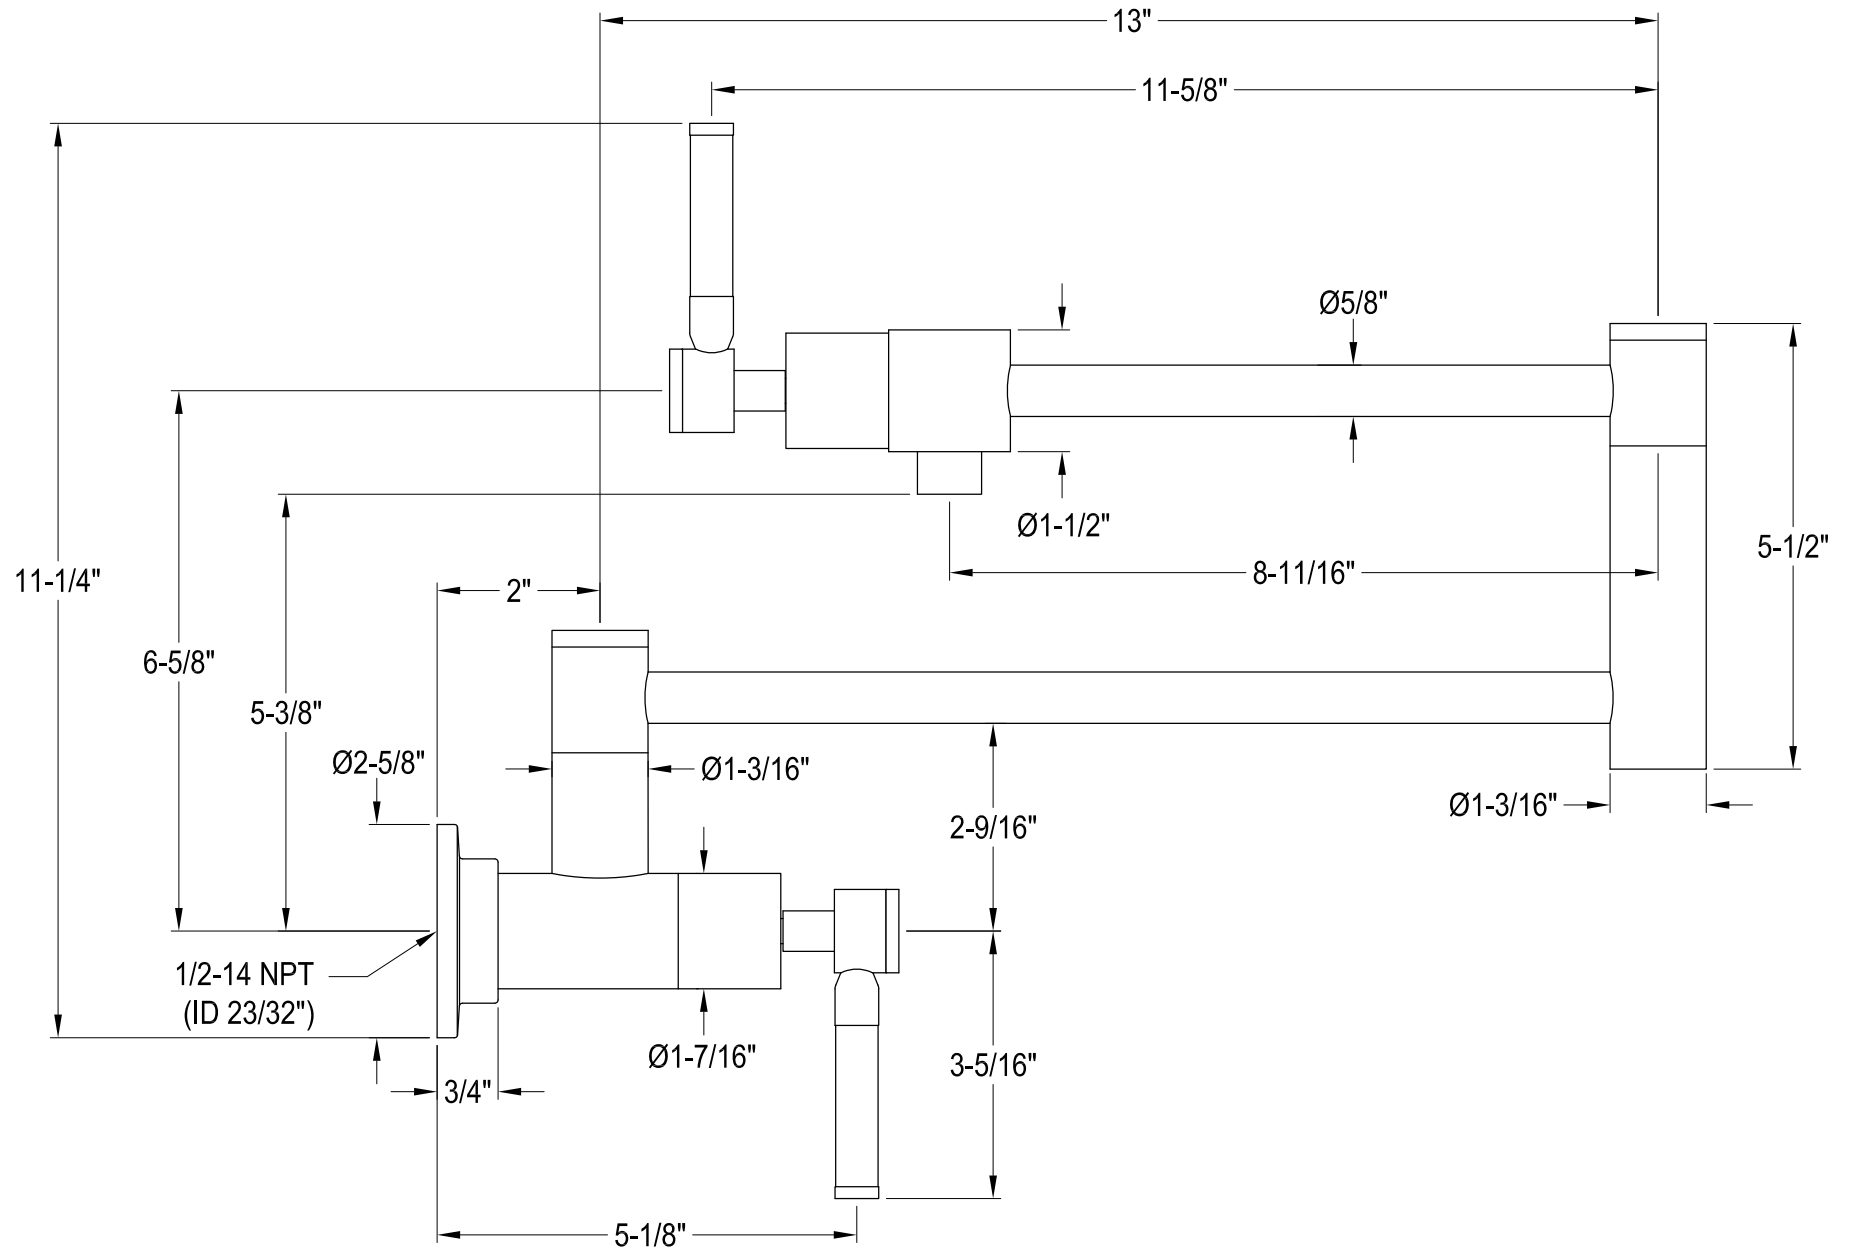 13"
11-5/8"
Ø5/8"
Ø1-1/2"
5-1/2"
8-11/16"
11-1/4"
2"
6-5/8"
5-3/8"
Ø2-5/8"
Ø1-3/16"
Ø1-3/16"
2-9/16"
1/2-14 NPT
(ID 23/32")
Ø1-7/16"
3-5/16"
3/4"
5-1/8"